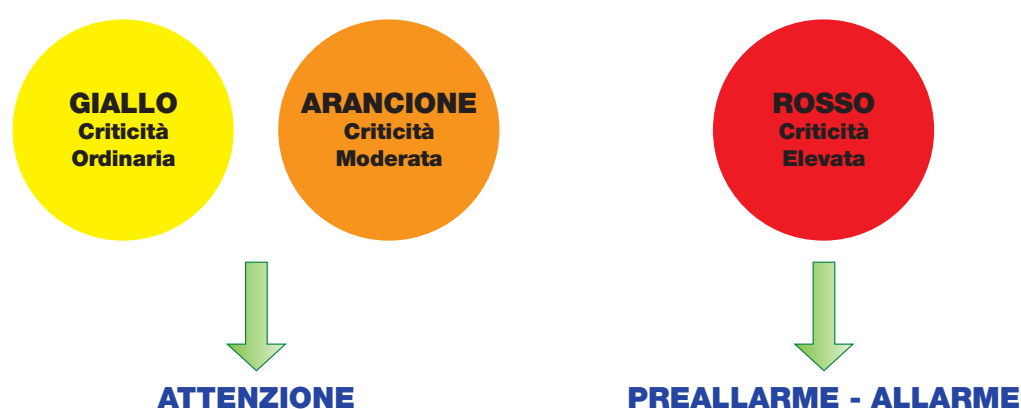 GIALLO
Criticità
Ordinaria
ARANCIONE
Criticità
Moderata
ROSSO
Criticità
Elevata
ATTENZIONE
PREALLARME - ALLARME